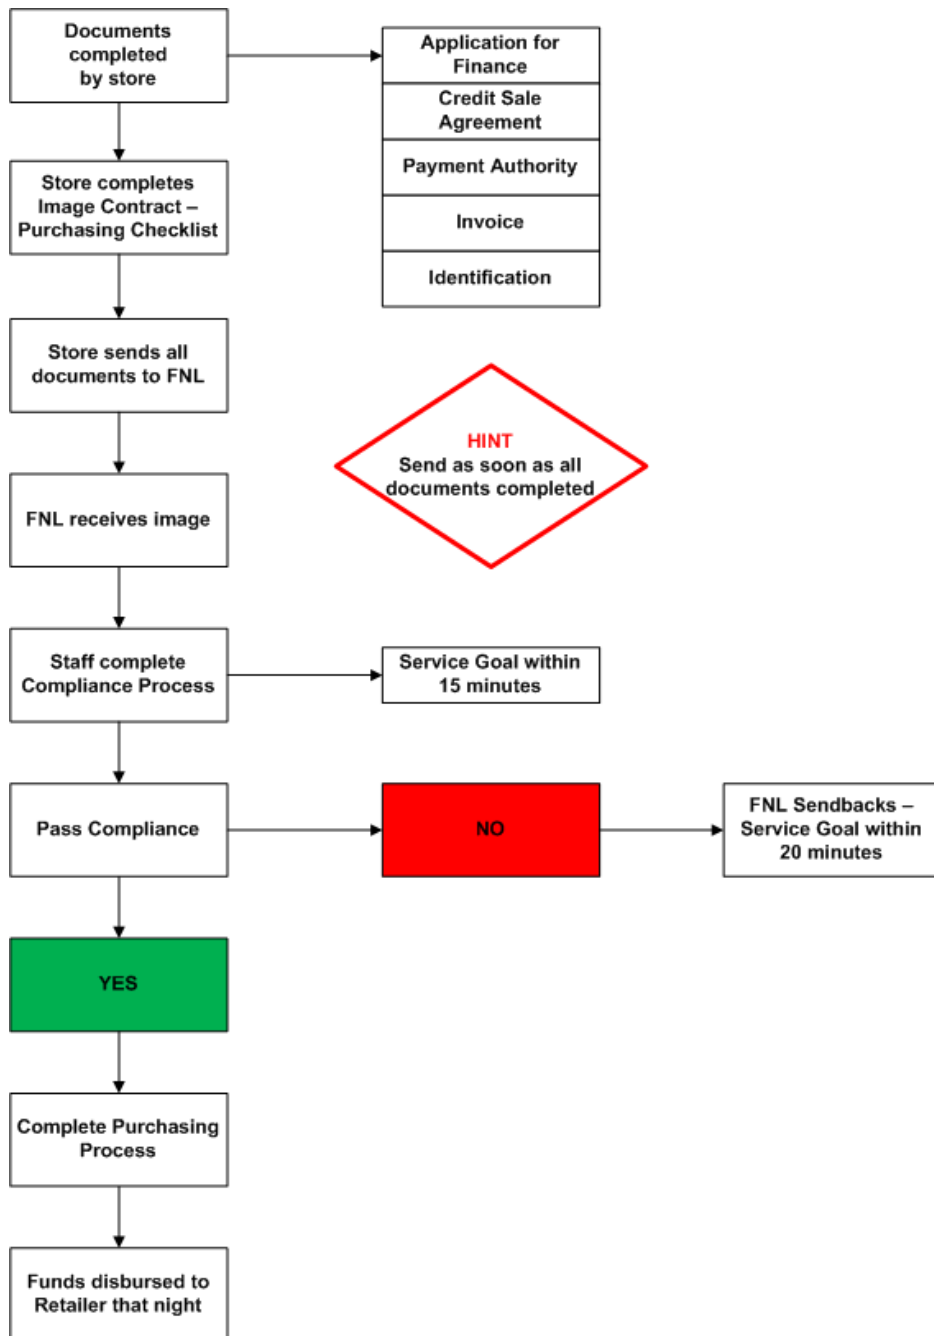 Documents
completed
by store
Application for
Finance
Credit Sale
Agreement
Payment Authority
Invoice
Identification
Store completes
Image Contract –
Purchasing Checklist
Store sends all
documents to FNL
HINT
Send as soon as all
documents completed
FNL receives image
Staff complete
Compliance Process
Service Goal within
15 minutes
Pass Compliance
NO
FNL Sendbacks –
Service Goal within
20 minutes
YES
Complete Purchasing
Process
Funds disbursed to
Retailer that night